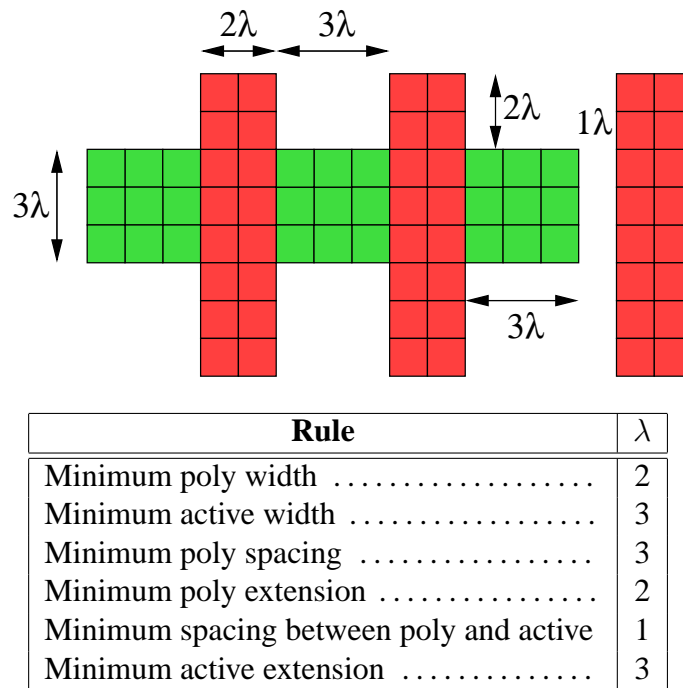 2λ 3λ
2λ 1λ
3λ
3λ
Rule λ
Minimum poly width .................... 2
Minimum active width ................... 3
Minimum poly spacing .................. 3
Minimum poly extension ................. 2
Minimum spacing between poly and active 1
Minimum active extension ............... 3